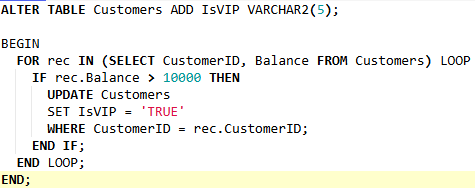 ALTER TABLE Customers ADD IsVIP VARCHAR2(5);

BEGIN
  FOR rec IN (SELECT CustomerID, Balance FROM Customers) LOOP
    IF rec.Balance > 10000 THEN
      UPDATE Customers
      SET IsVIP = 'TRUE'
      WHERE CustomerID = rec.CustomerID;
    END IF;
  END LOOP;
END;